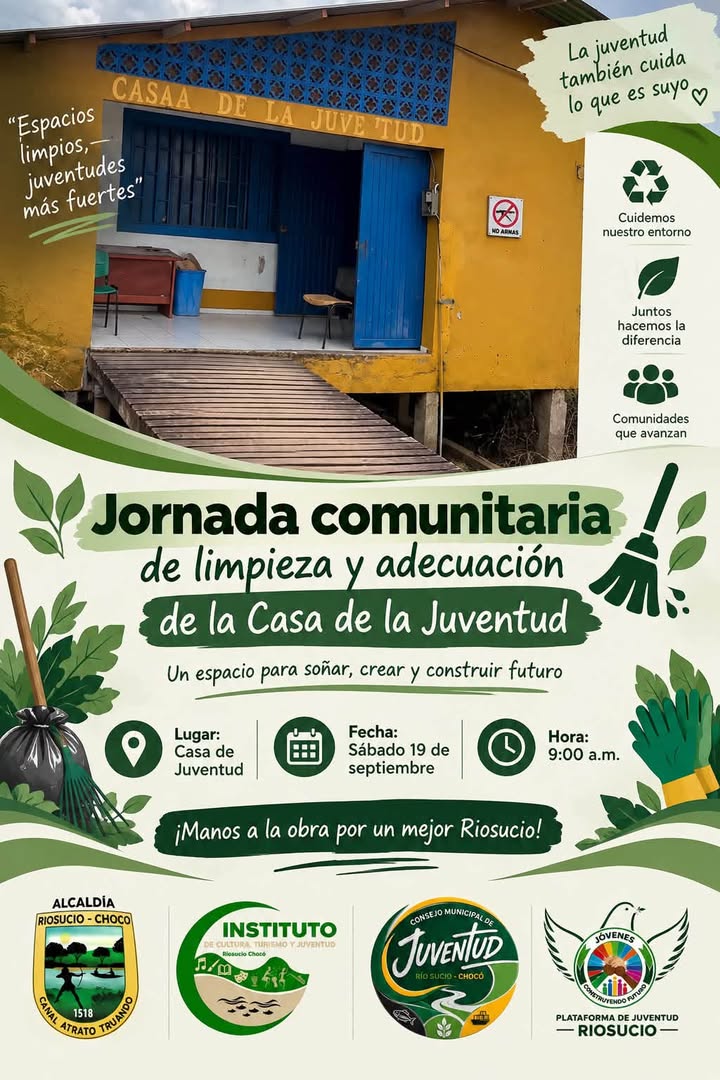 CASAA DE LA JUVE TUD
"Espacios
limpios,—
juventudes
más fuertes"
La juventud
también cuida
lo que es suyo
NO ARMAS
Cuidemos
nuestro entorno
Juntos
hacemos la
diferencia
Comunidades
que avanzan
Jornada comunitaria
de limpieza y adecuación
de la Casa de la Juventud
Un espacio para soñar, crear y construir futuro
Lugar:
Casa de
Juventud
Fecha:
Sábado 19 de
septiembre
Hora:
9:00 a.m.
¡Manos a la obra por un mejor Riosucio!
ALCALDÍA
RIOSUCIO - CHOCO
1518
CANAL ATRATO TRUANDO
INSTITUTO
DE CULTURA, TURISMO Y JUVENTUD
Riosucio Chocó
CONSEJO MUNICIPAL DE
JUVENTUD
RÍO SUCIO - CHOCÓ
JÓVENES
CONSTRUYENDO FUTURO
PLATAFORMA DE JUVENTUD
RIOSUCIO